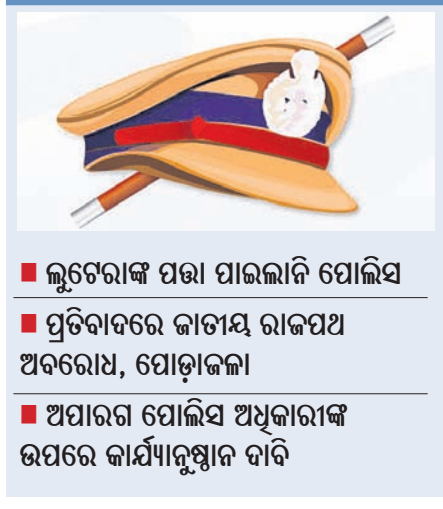 ■ ଲୁଟେରାଙ୍କ ପତ୍ତା ପାଇଲାନି ପୋଲିସ
■ ପ୍ରତିବାଦରେ ଜାତୀୟ ରାଜପଥ
ଅବରୋଧ, ପୋଡ଼ାଜଳା
■ ଅପାରଗ ପୋଲିସ ଅଧିକାରୀଙ୍କ
ଉପରେ କାର୍ଯ୍ୟାନୁଷ୍ଠାନ ଦାବି